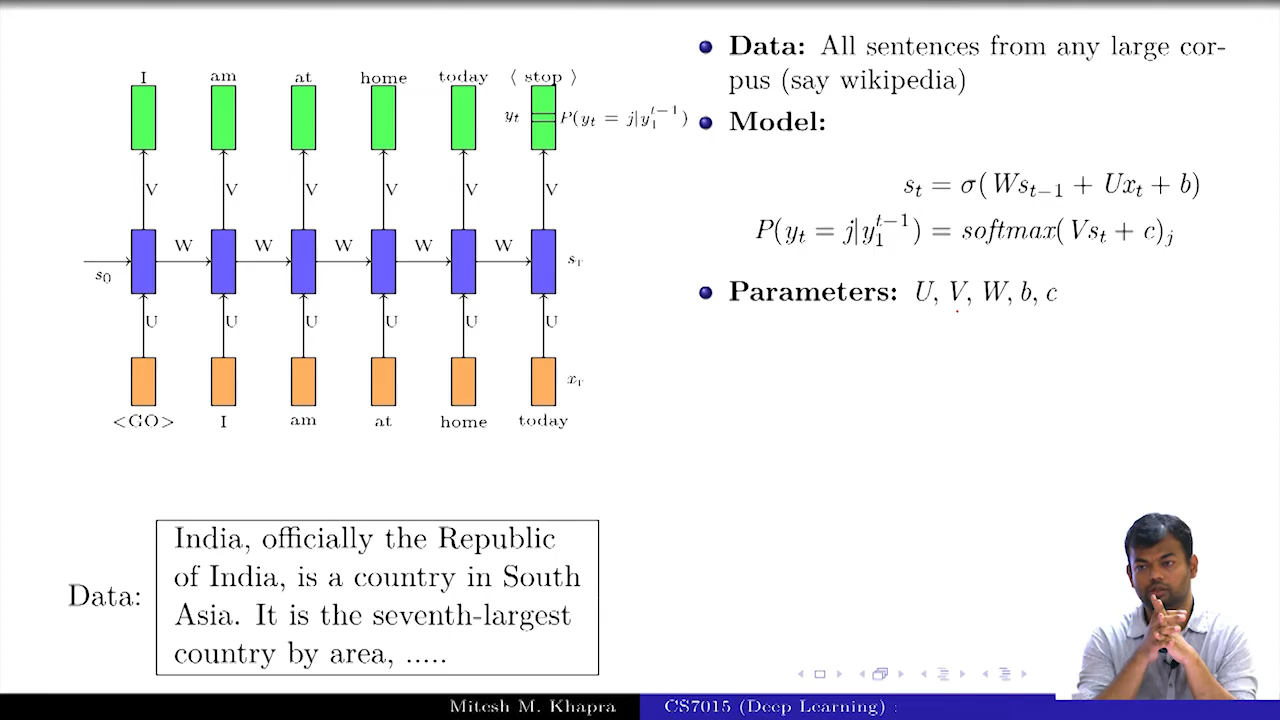 I am at home today ⟨ stop ⟩
y_t P(y_t = j|y_1^{t−1})
V V V V V V
W W W W W
s_0 s_T
U U U U U U
x_T
<GO> I am at home today
Data: India, officially the Republic
of India, is a country in South
Asia. It is the seventh-largest
country by area, .....
• Data: All sentences from any large cor-
pus (say wikipedia)
• Model:
s_t = σ(Ws_{t−1} + Ux_t + b)
P(y_t = j|y_1^{t−1}) = softmax(Vs_t + c)_j
• Parameters: U, V, W, b, c
Mitesh M. Khapra CS7015 (Deep Learning) :